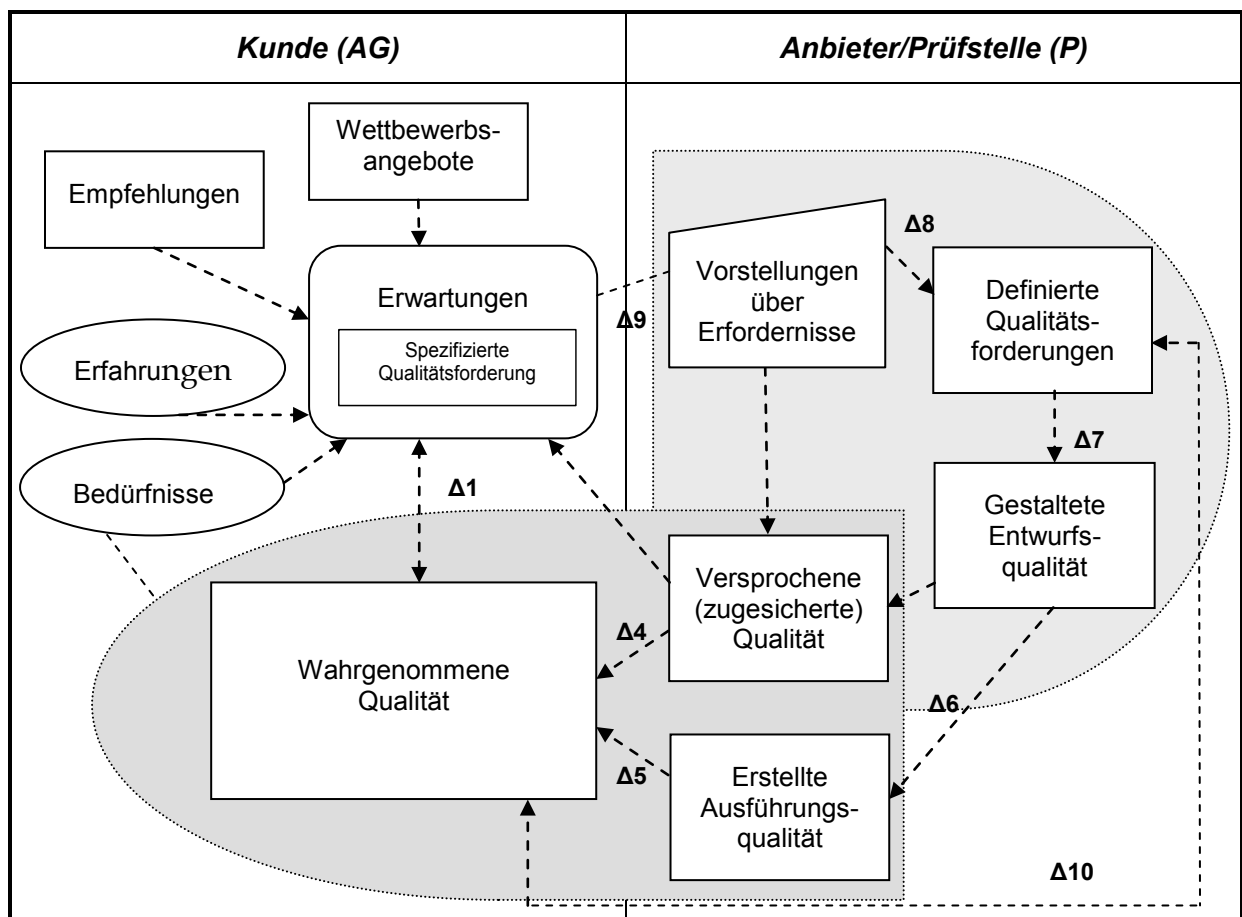 Kunde (AG)
Anbieter/Prüfstelle (P)
Wettbewerbs-
angebote
Empfehlungen
Erwartungen
Spezifizierte
Qualitätsforderung
Erfahrungen
Bedürfnisse
Δ9
Vorstellungen
über
Erfordernisse
Δ8
Definierte
Qualitäts-
forderungen
Δ7
Gestaltete
Entwurfs-
qualität
Δ1
Versprochene
(zugesicherte)
Qualität
Δ4
Wahrgenommene
Qualität
Δ6
Δ5
Erstellte
Ausführungs-
qualität
Δ10